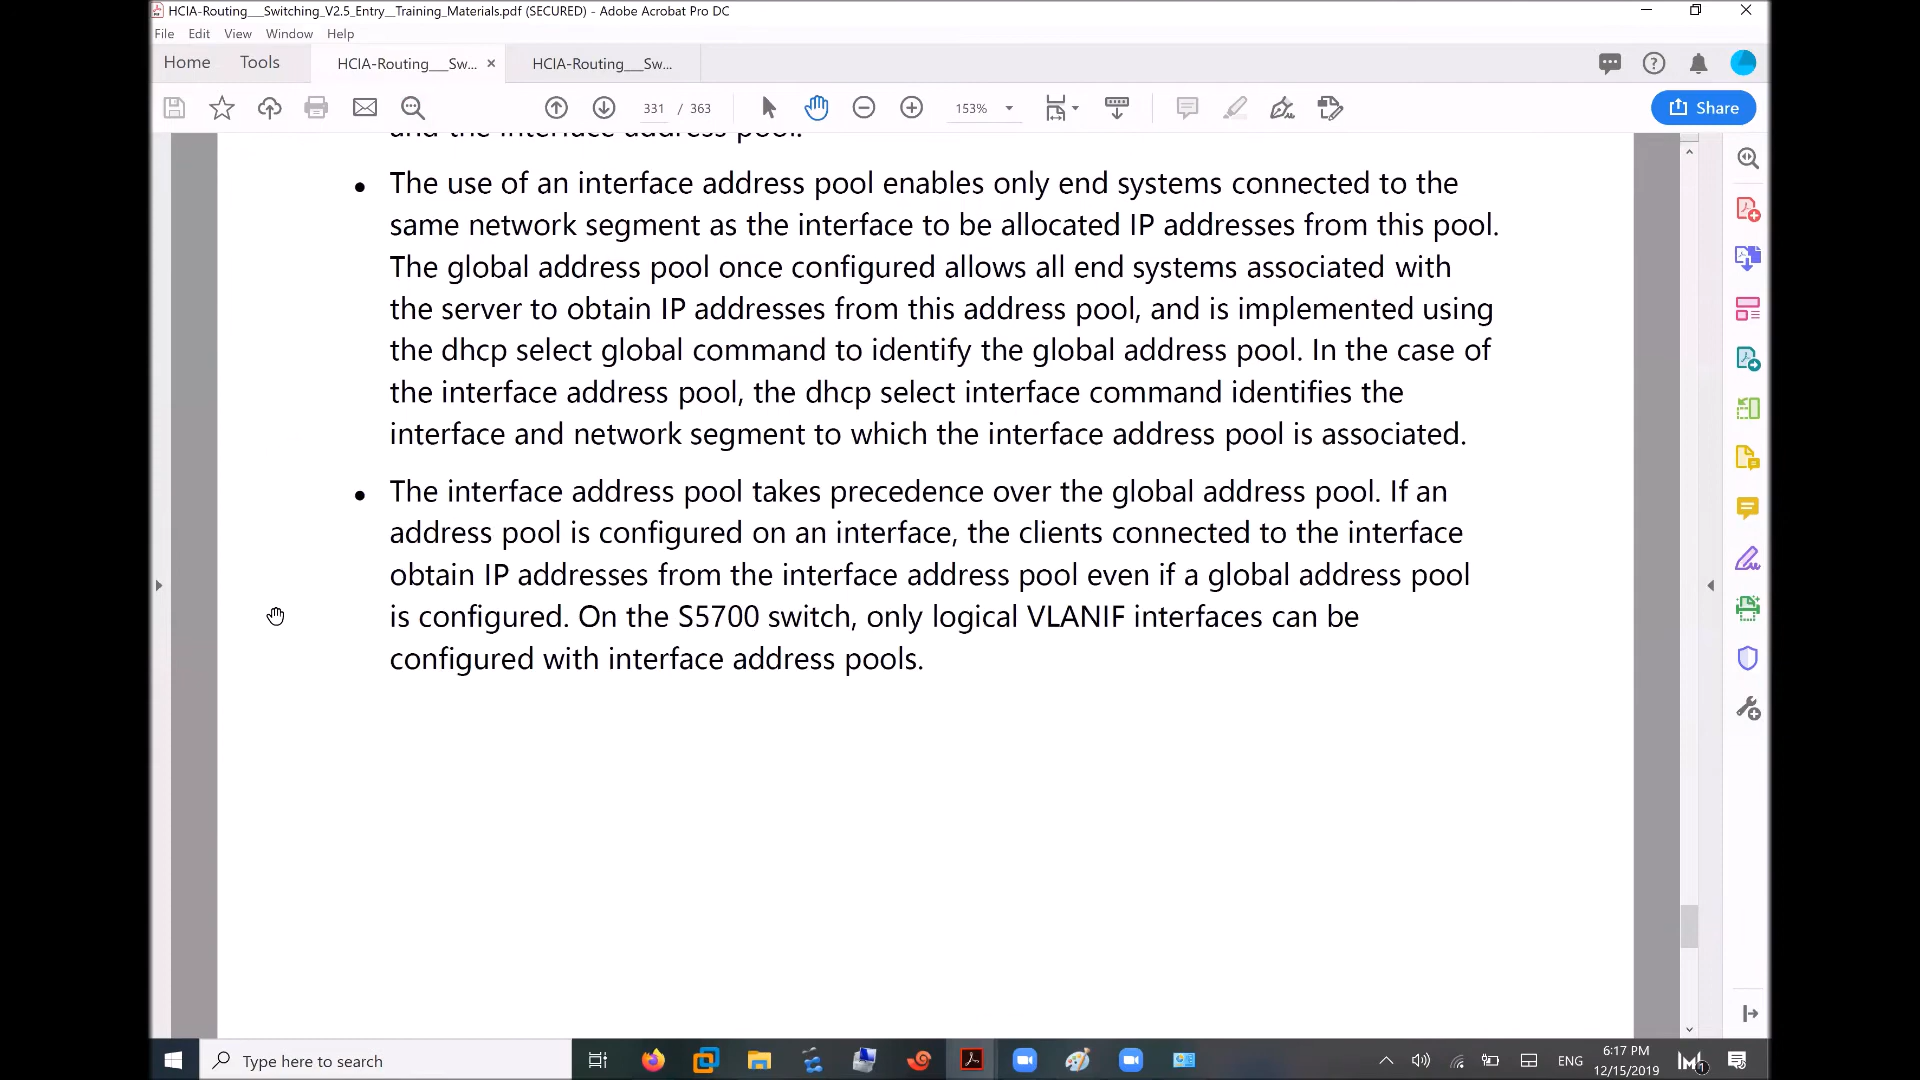 HCIA-Routing___Switching_V2.5_Entry__Training_Materials.pdf (SECURED) - Adobe Acrobat Pro DC
File Edit View Window Help
Home Tools HCIA-Routing___Sw... × HCIA-Routing___Sw...
331 / 363 153% Share
and the interface address pool.
• The use of an interface address pool enables only end systems connected to the
same network segment as the interface to be allocated IP addresses from this pool.
The global address pool once configured allows all end systems associated with
the server to obtain IP addresses from this address pool, and is implemented using
the dhcp select global command to identify the global address pool. In the case of
the interface address pool, the dhcp select interface command identifies the
interface and network segment to which the interface address pool is associated.
• The interface address pool takes precedence over the global address pool. If an
address pool is configured on an interface, the clients connected to the interface
obtain IP addresses from the interface address pool even if a global address pool
is configured. On the S5700 switch, only logical VLANIF interfaces can be
configured with interface address pools.
Type here to search
ENG
6:17 PM
12/15/2019